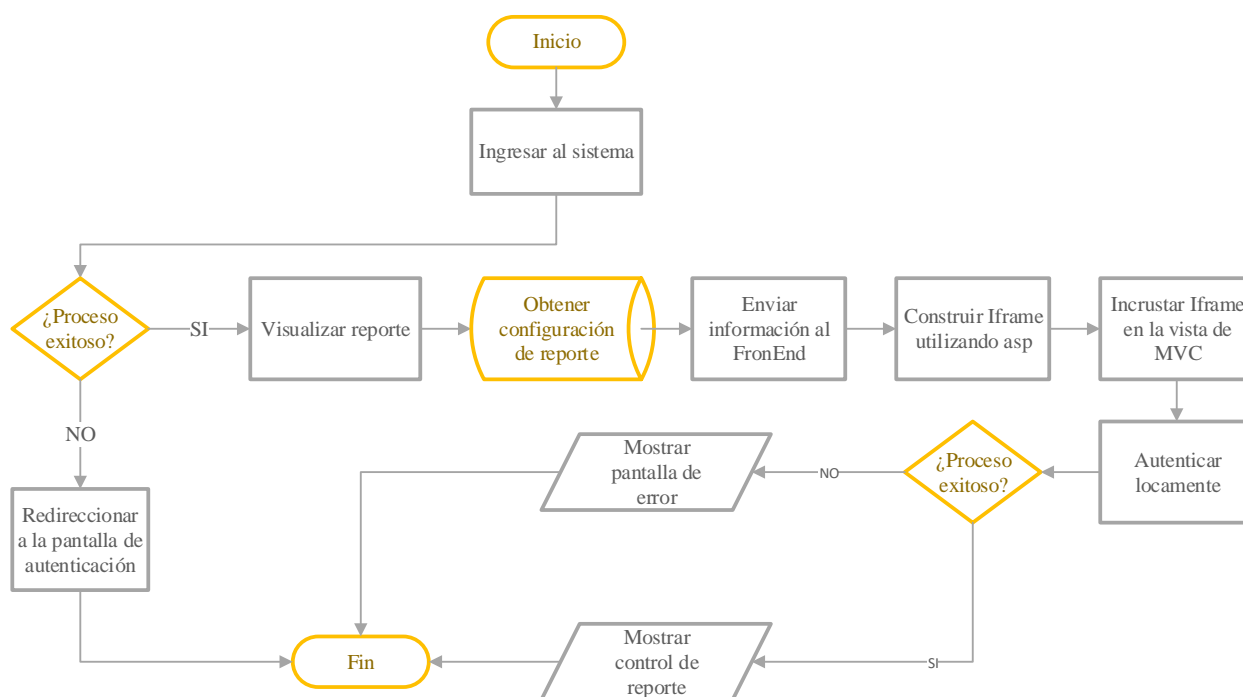 Inicio
Ingresar al sistema
¿Proceso
exitoso?
SI
Visualizar reporte
Obtener
configuración
de reporte
Enviar
información al
FronEnd
Construir Iframe
utilizando asp
Incrustar Iframe
en la vista de
MVC
NO
Mostrar
pantalla de
error
NO
¿Proceso
exitoso?
Autenticar
locamente
Redireccionar
a la pantalla de
autenticación
Fin
Mostrar
control de
reporte
SI